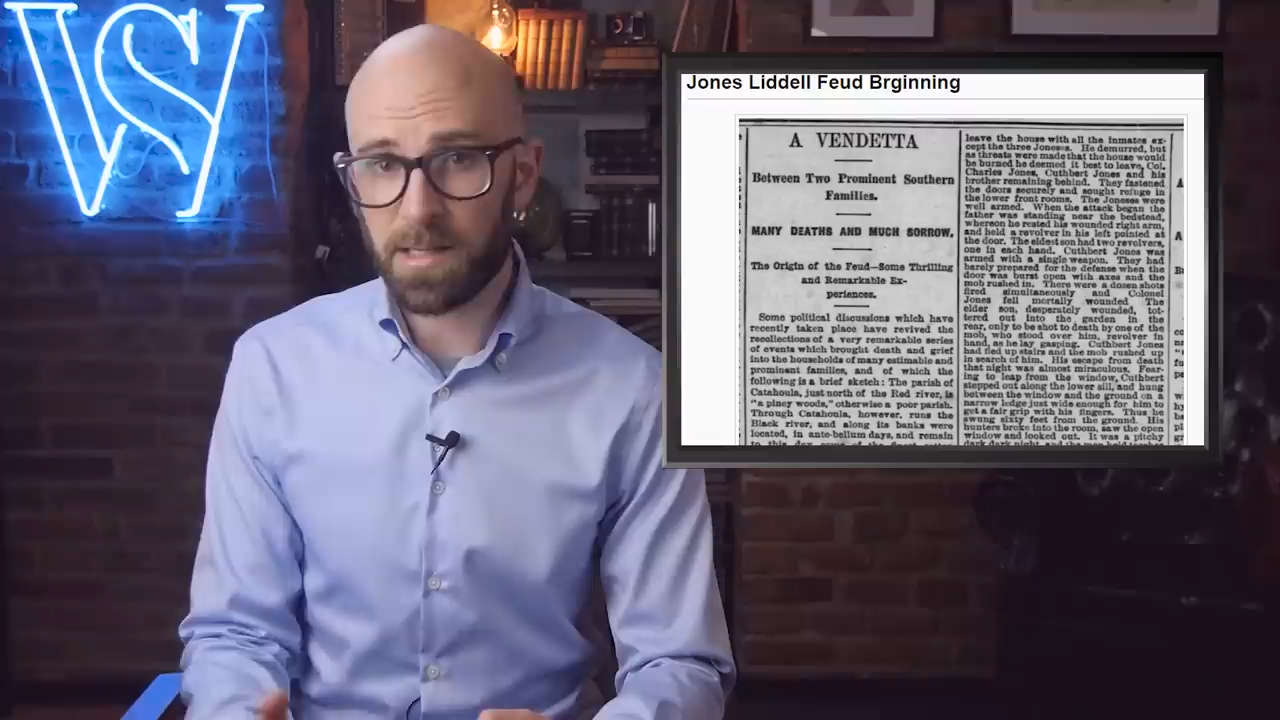 SW
Jones Liddell Feud Brginning
A VENDETTA
Between Two Prominent Southern
Families.
MANY DEATHS AND MUCH SORROW.
The Origin of the Feud—Some Thrilling
and Remarkable Ex-
periences.
Some political discussions which have
recently taken place have revived the
recollections of a very remarkable series
of events which brought death and grief
into the households of many estimable and
prominent families, and of which the
following is a brief sketch: The parish of
Catahoula, just north of the Red river, is
"a piney woods," otherwise a poor parish.
Through Catahoula, however, runs the
Black river, and along its banks were
located, in ante-bellum days, and remain
to this day some of the finest
leave the house with all the inmates ex-
cept the three Joneses. He demurred, but
as threats were made that the house would
be burned he deemed it best to leave, Col.
Charles Jones, Cuthbert Jones and his
brother remaining behind. They fastened
the doors securely and sought refuge in
the lower front rooms. The Joneses were
well armed. When the attack began the
father was standing near the bedstead,
whereon he rested his wounded right arm,
and held a revolver in his left pointed at
the door. The eldest son had two revolvers,
one in each hand. Cuthbert Jones was
armed with a single weapon. They had
barely prepared for the defense when the
door was burst open with axes and the
mob rushed in. There were a dozen shots
fired simultaneously and Colonel
Jones fell mortally wounded The
elder son, desperately wounded, tot-
tered out into the garden in the
rear, only to be shot to death by one of the
mob, who stood over him, revolver in
hand, as he lay gasping. Cuthbert Jones
had fled up stairs and the mob rushed up
in search of him. His escape from death
that night was almost miraculous. Fear-
ing to leap from the window, Cuthbert
stepped out along the lower sill, and hung
between the window and the ground on a
narrow ledge just wide enough for him to
get a fair grip with his fingers. Thus he
swung sixty feet from the ground. His
hunters broke into the room, saw the open
window and looked out. It was a pitchy
dark dark night, and the men held